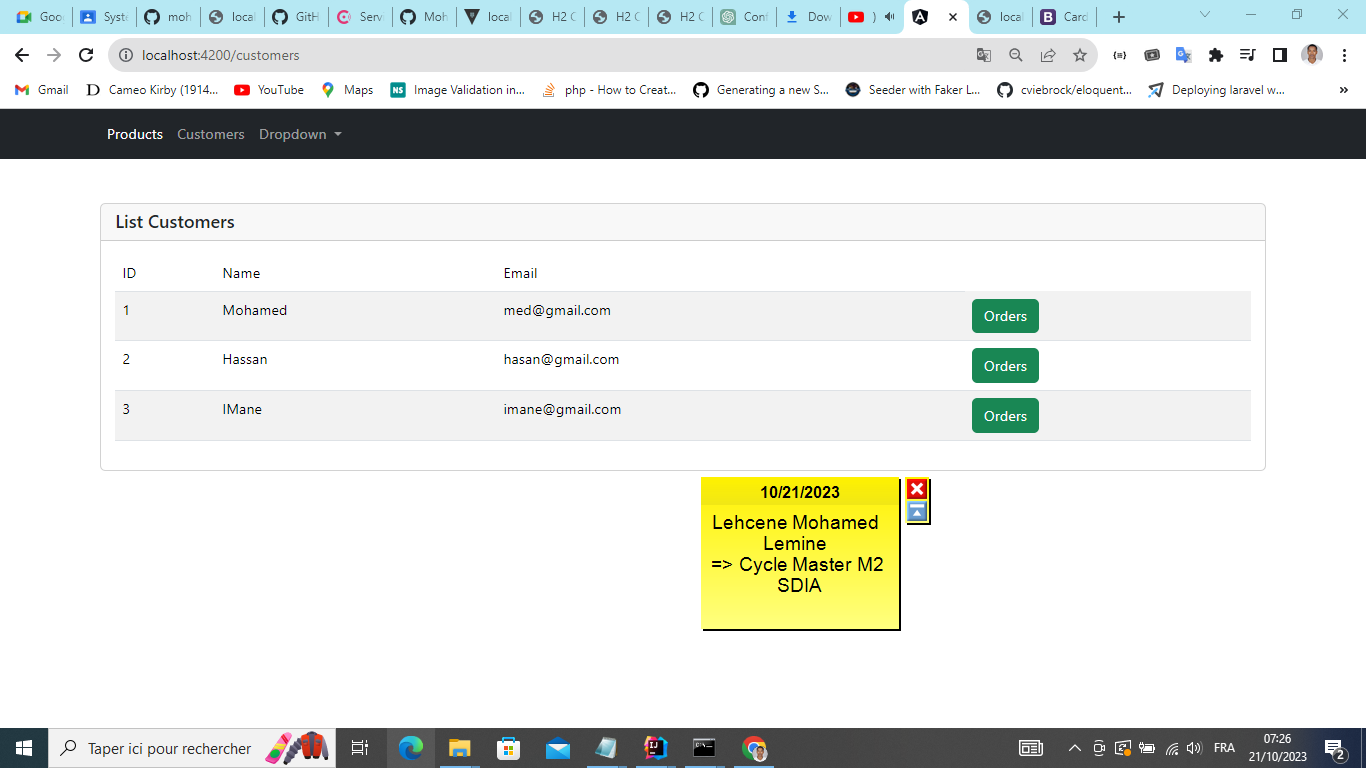 Goo
Syst
moh
local
GitH
Serv
Moh
local
H2 C
H2 C
H2 C
Conf
Dow
local
Card
localhost:4200/customers
Gmail
Cameo Kirby (1914...
YouTube
Maps
Image Validation in...
php - How to Creat...
Generating a new S...
Seeder with Faker L...
cviebrock/eloquent...
Deploying laravel w...
»
Products Customers Dropdown
List Customers
ID Name Email
1 Mohamed med@gmail.com Orders
2 Hassan hasan@gmail.com Orders
3 IMane imane@gmail.com Orders
10/21/2023
Lehcene Mohamed
Lemine
=> Cycle Master M2
SDIA
Taper ici pour rechercher
FRA
07:26
21/10/2023
2